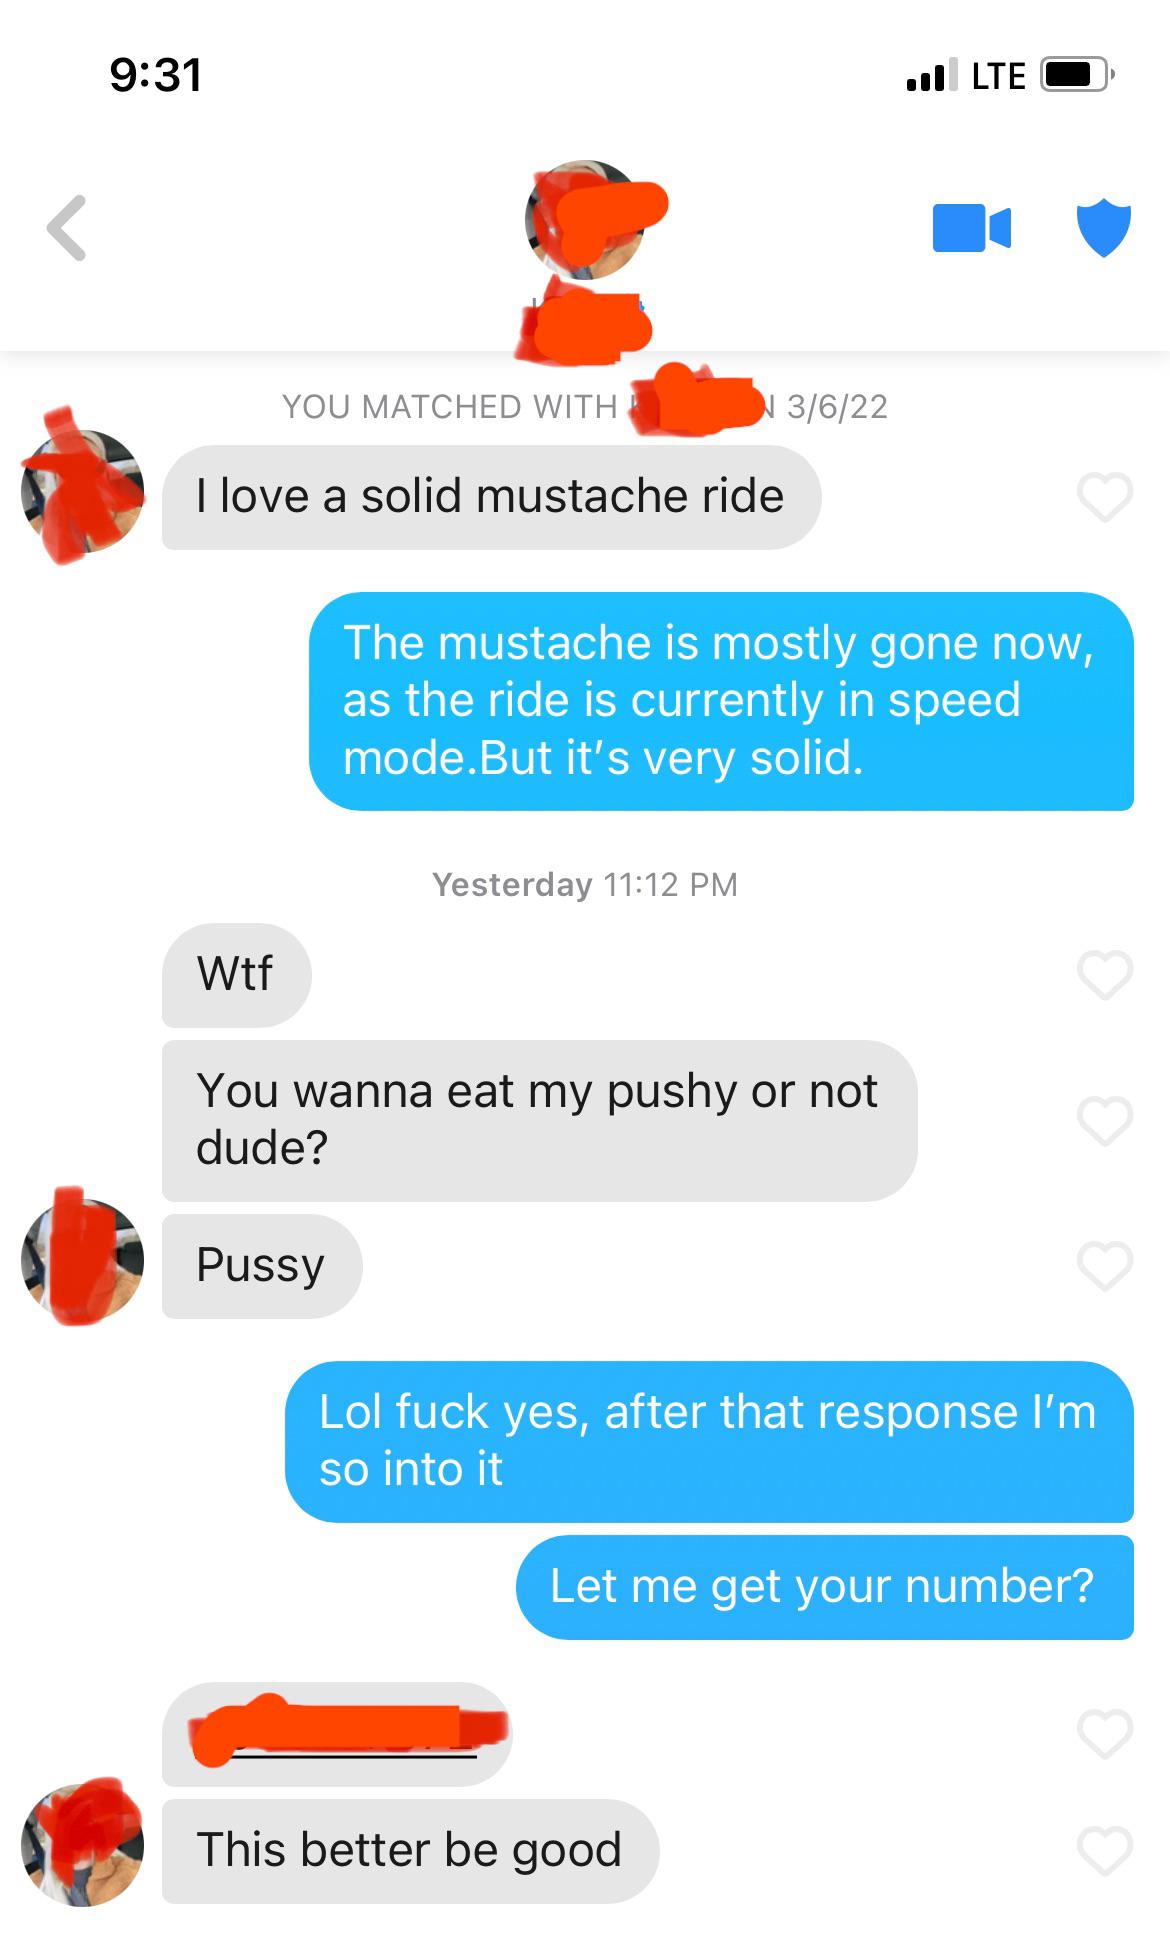 9:31
LTE
YOU MATCHED WITH 3/6/22
I love a solid mustache ride
The mustache is mostly gone now,
as the ride is currently in speed
mode.But it’s very solid.
Yesterday 11:12 PM
Wtf
You wanna eat my pushy or not
dude?
Pussy
Lol fuck yes, after that response I’m
so into it
Let me get your number?
This better be good